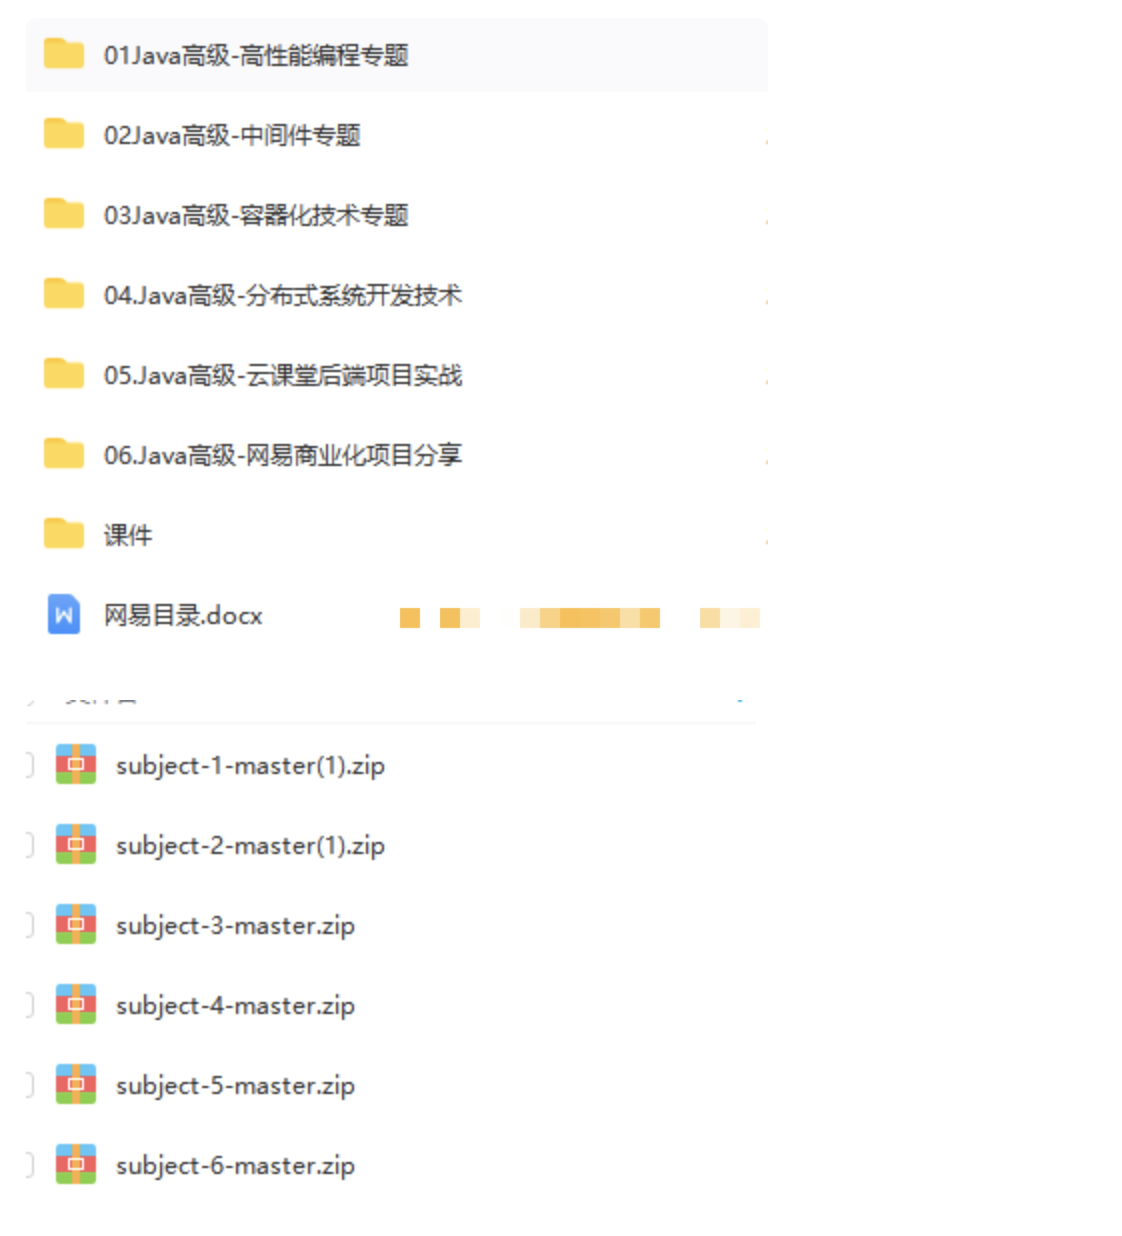 01Java高级-高性能编程专题
02Java高级-中间件专题
03Java高级-容器化技术专题
04.Java高级-分布式系统开发技术
05.Java高级-云课堂后端项目实战
06.Java高级-网易商业化项目分享
课件
网易目录.docx
subject-1-master(1).zip
subject-2-master(1).zip
subject-3-master.zip
subject-4-master.zip
subject-5-master.zip
subject-6-master.zip